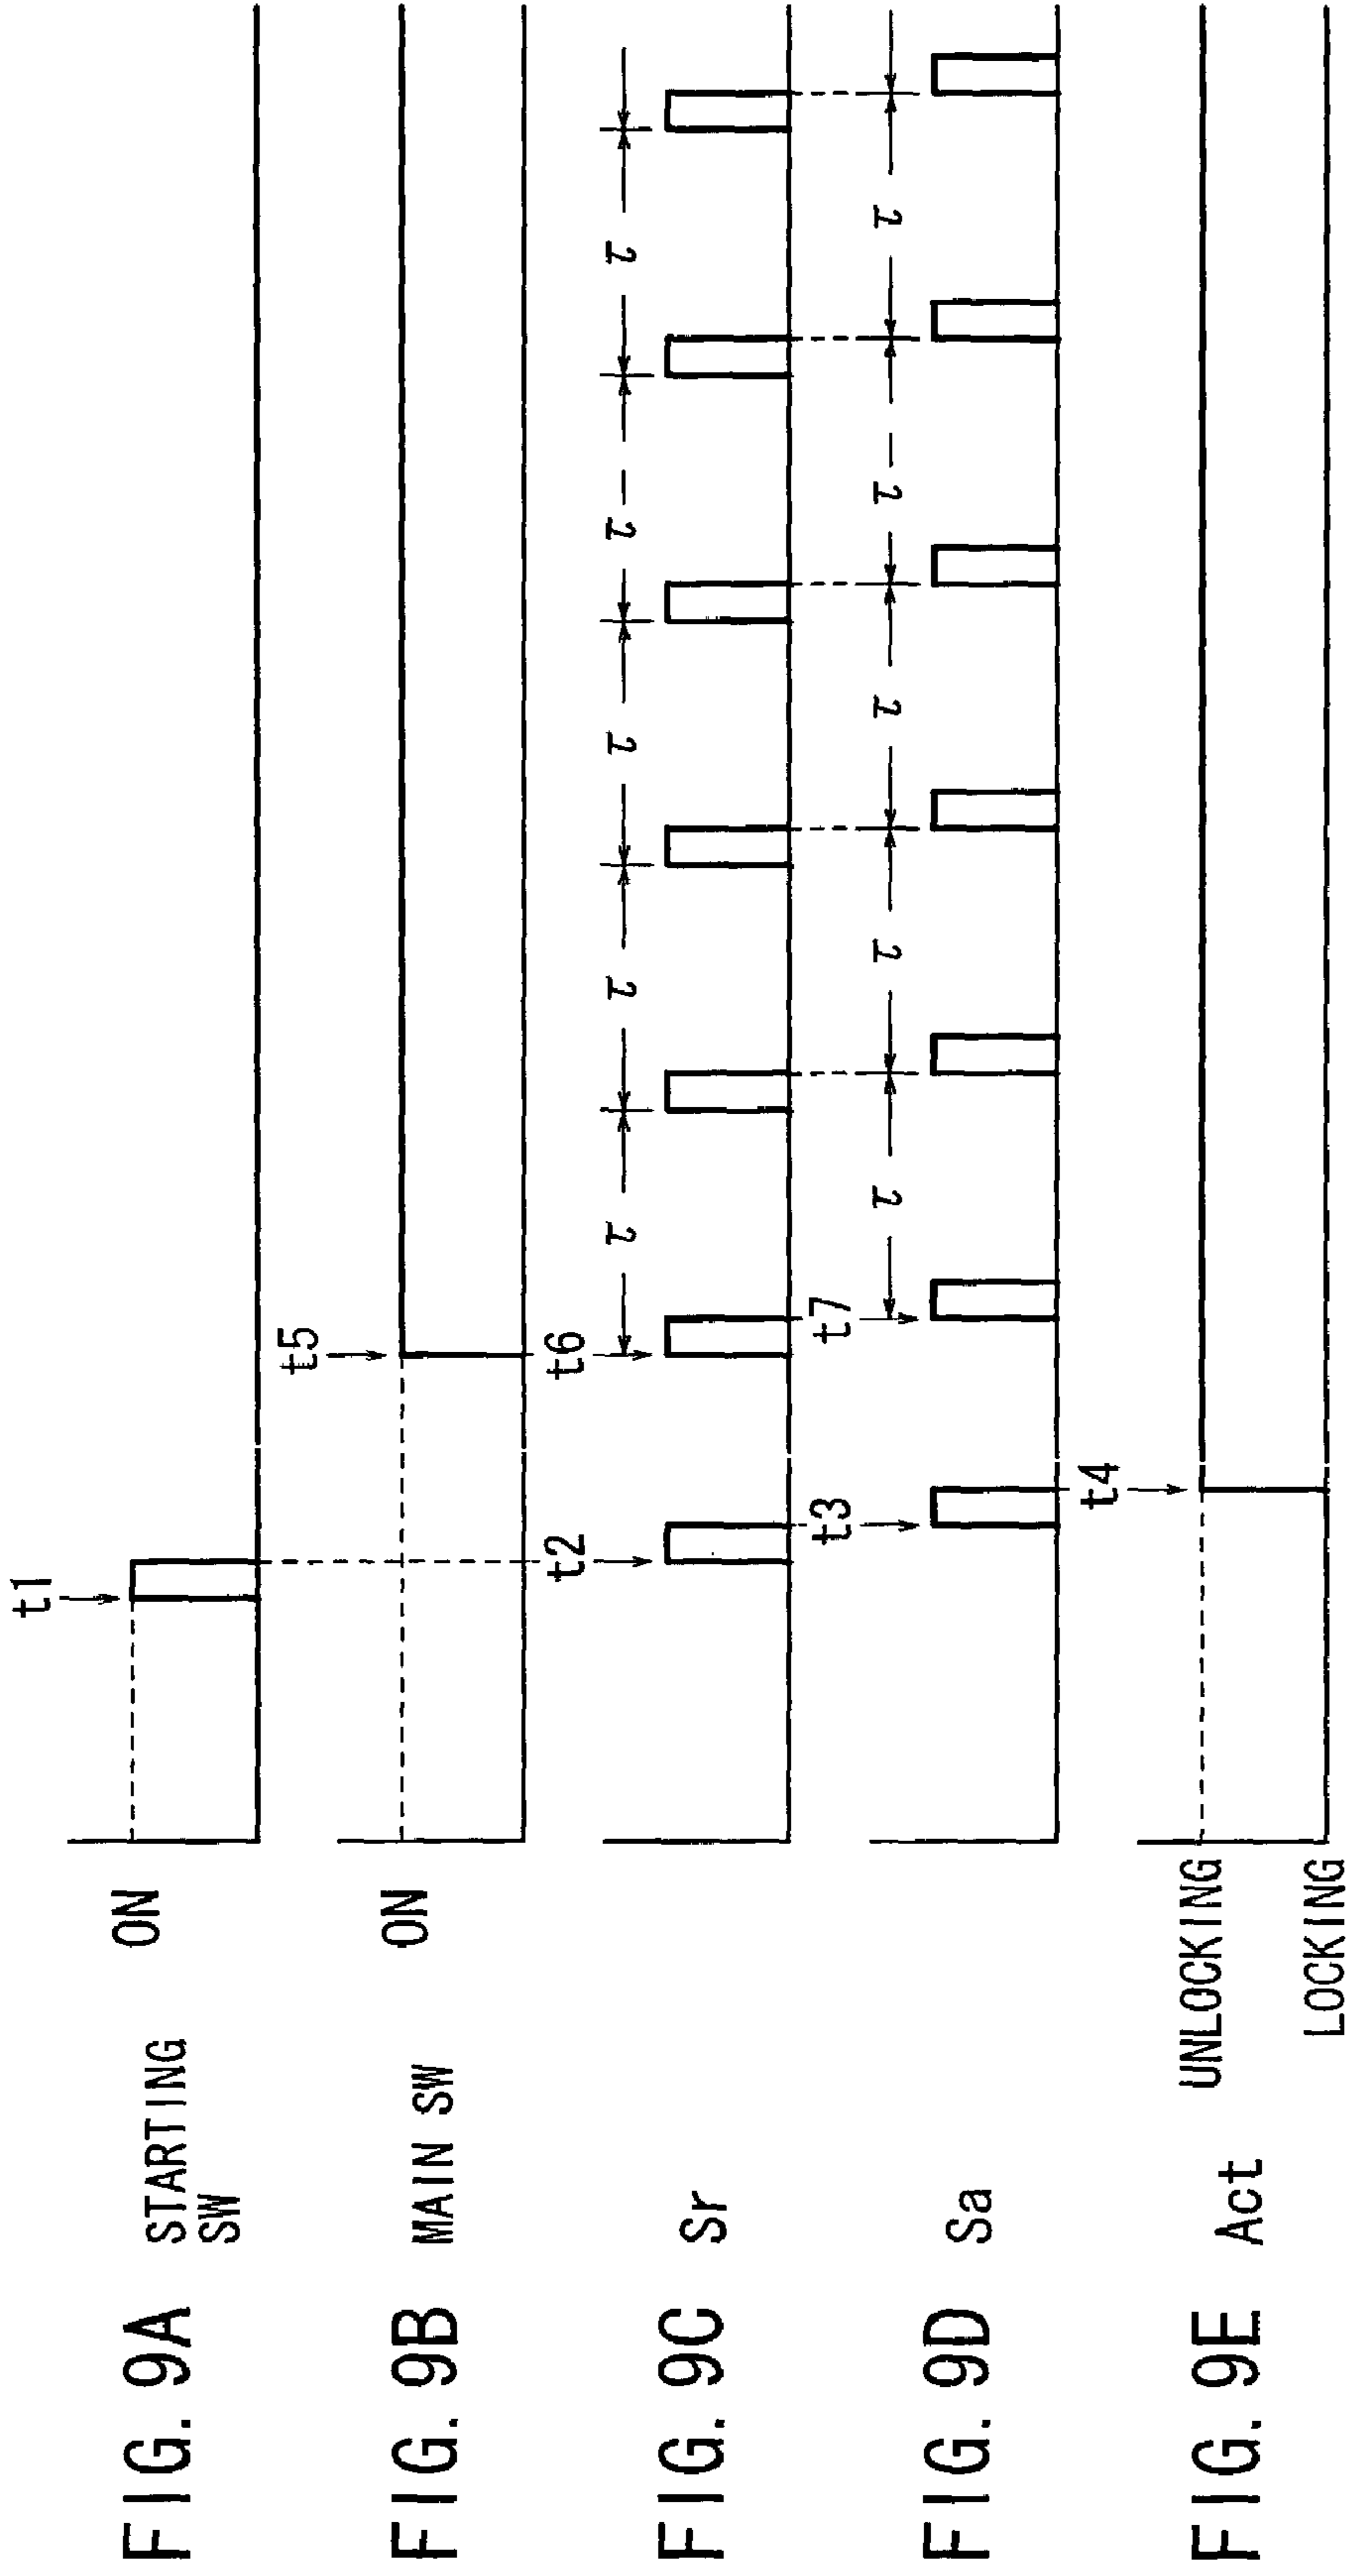 FIG. 9A STARTING
SW
ON
t1
FIG. 9B MAIN SW
ON
t5
FIG. 9C Sr
t2
t6
τ τ τ τ τ
FIG. 9D Sa
t3
t7
τ τ τ τ τ
FIG. 9E Act
UNLOCKING
LOCKING
t4